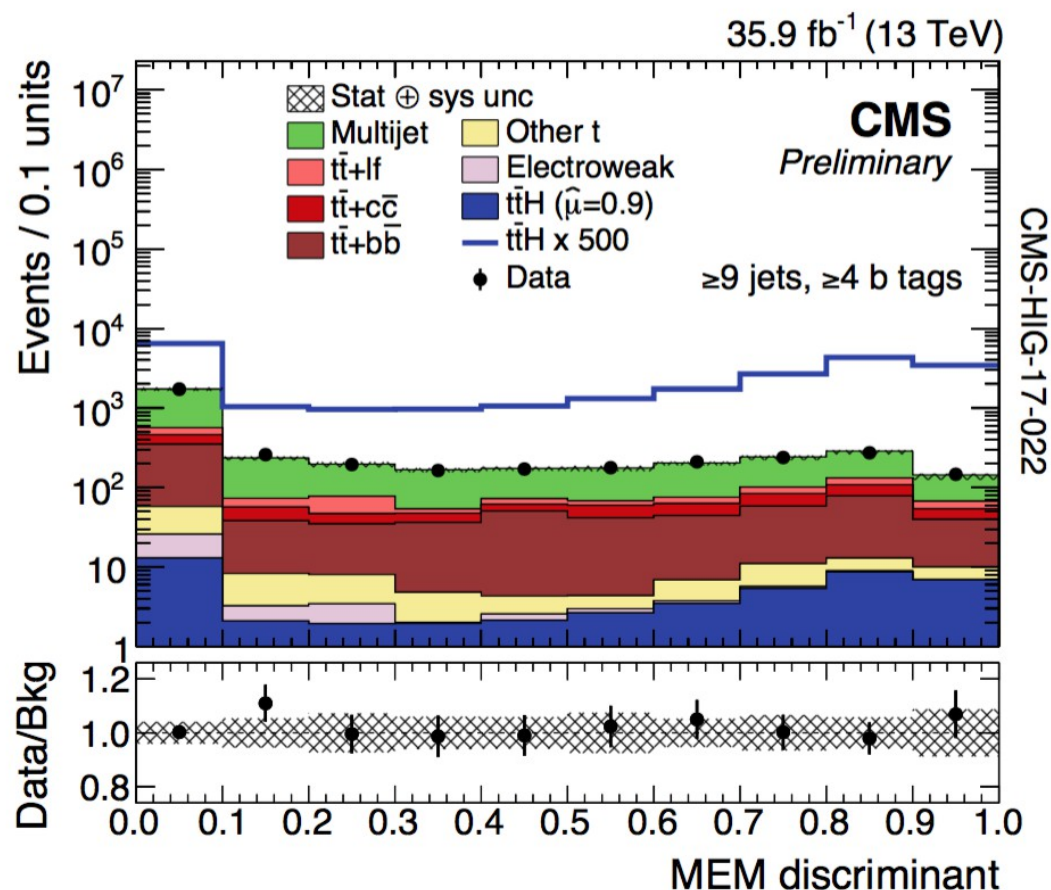 35.9 fb⁻¹ (13 TeV)
Events / 0.1 units
10⁷
10⁶
10⁵
10⁴
10³
10²
10
1
Stat ⊕ sys unc
Multijet
tt̄+lf
tt̄+cc̄
tt̄+bb̄
Other t
Electroweak
tt̄H (μ̂=0.9)
tt̄H x 500
Data
CMS
Preliminary
≥9 jets, ≥4 b tags
CMS-HIG-17-022
Data/Bkg
1.2
1.0
0.8
0.0 0.1 0.2 0.3 0.4 0.5 0.6 0.7 0.8 0.9 1.0
MEM discriminant